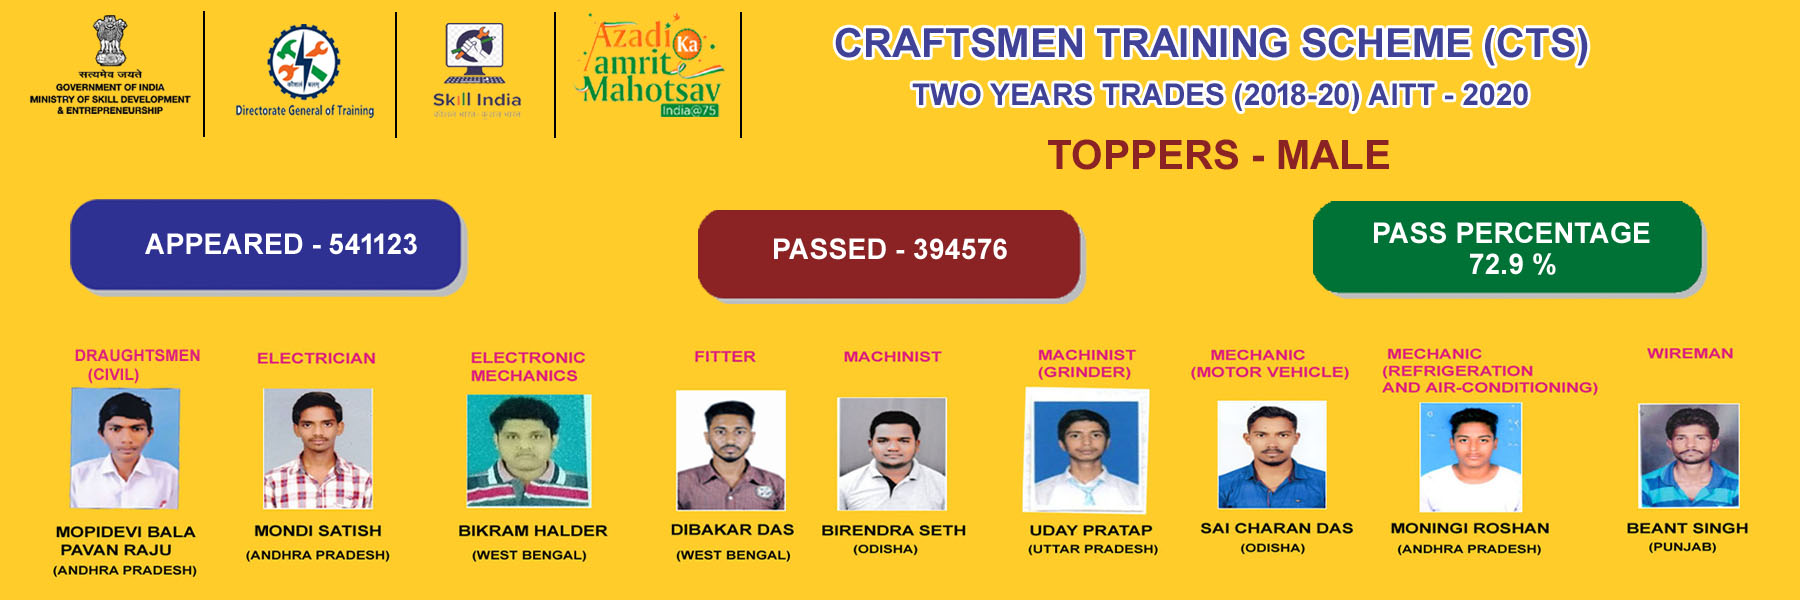 सत्यमेव जयते
GOVERNMENT OF INDIA
MINISTRY OF SKILL DEVELOPMENT
& ENTREPRENEURSHIP
Directorate General of Training
Skill India
कौशल भारत - कुशल भारत
Azadi Ka
amrit
Mahotsav
India@75
CRAFTSMEN TRAINING SCHEME (CTS)
TWO YEARS TRADES (2018-20) AITT - 2020
TOPPERS - MALE
APPEARED - 541123
PASSED - 394576
PASS PERCENTAGE
72.9 %
DRAUGHTSMEN
(CIVIL)
MOPIDEVI BALA
PAVAN RAJU
(ANDHRA PRADESH)
ELECTRICIAN
MONDI SATISH
(ANDHRA PRADESH)
ELECTRONIC
MECHANICS
BIKRAM HALDER
(WEST BENGAL)
FITTER
DIBAKAR DAS
(WEST BENGAL)
MACHINIST
BIRENDRA SETH
(ODISHA)
MACHINIST
(GRINDER)
UDAY PRATAP
(UTTAR PRADESH)
MECHANIC
(MOTOR VEHICLE)
SAI CHARAN DAS
(ODISHA)
MECHANIC
(REFRIGERATION
AND AIR-CONDITIONING)
MONINGI ROSHAN
(ANDHRA PRADESH)
WIREMAN
BEANT SINGH
(PUNJAB)